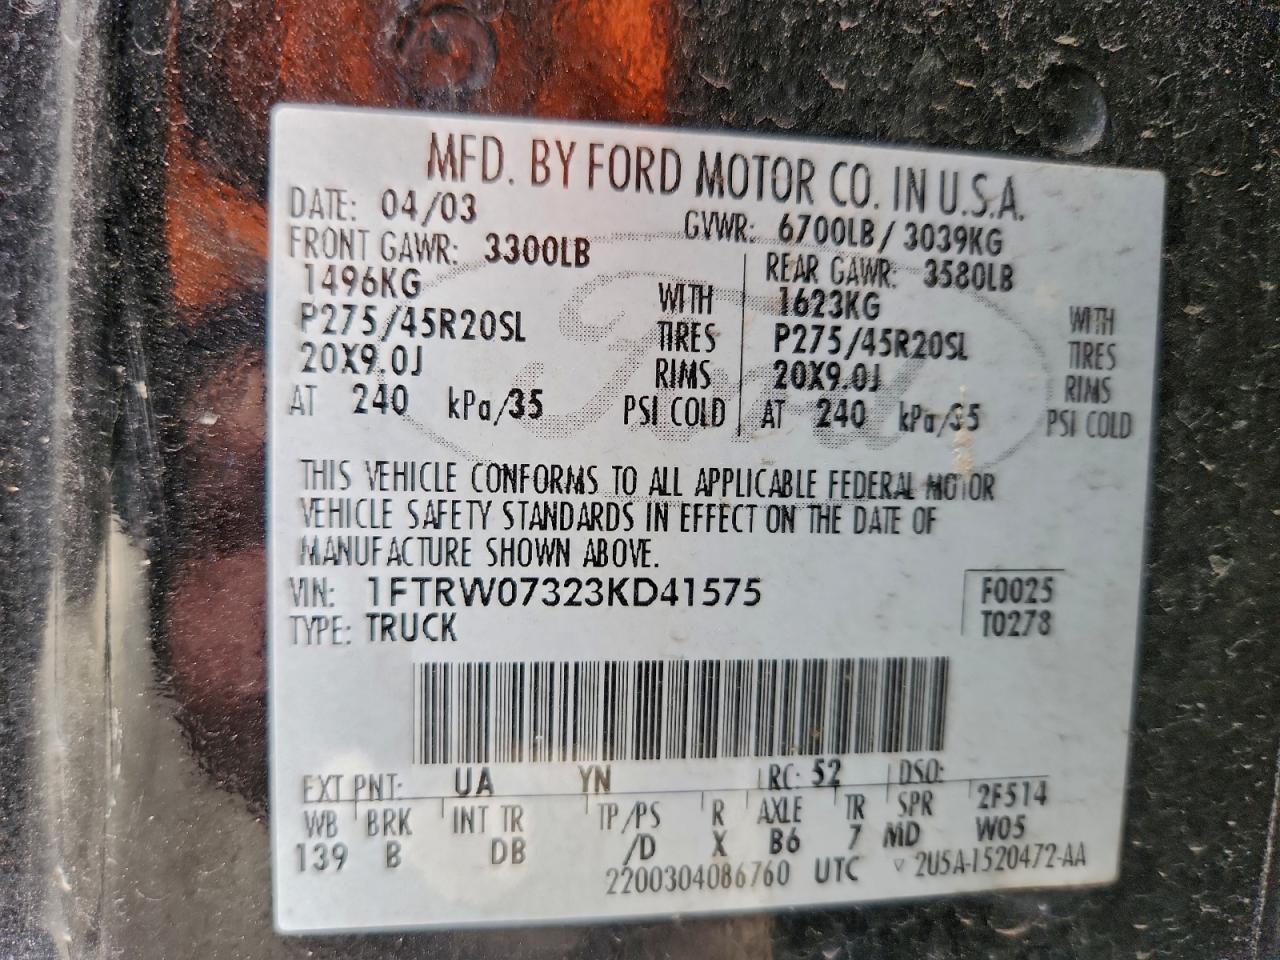 MFD. BY FORD MOTOR CO. IN U.S.A.
DATE: 04/03 GVWR: 6700LB / 3039KG
FRONT GAWR: 3300LB REAR GAWR: 3580LB
1496KG WITH 1623KG WITH
P275/45R20SL TIRES P275/45R20SL TIRES
20X9.0J RIMS 20X9.0J RIMS
AT 240 kPa/35 PSI COLD AT 240 kPa/35 PSI COLD
THIS VEHICLE CONFORMS TO ALL APPLICABLE FEDERAL MOTOR
VEHICLE SAFETY STANDARDS IN EFFECT ON THE DATE OF
MANUFACTURE SHOWN ABOVE.
VIN: 1FTRW07323KD41575 F0025
TYPE: TRUCK T0278
EXT PNT: UA YN RC: 52 DSO:
WB BRK INT TR TP/PS R AXLE TR SPR 2F514
139 B DB /D X B6 7 MD W05
2200304086760 UTC ▽ 2U5A-1520472-AA
Ford